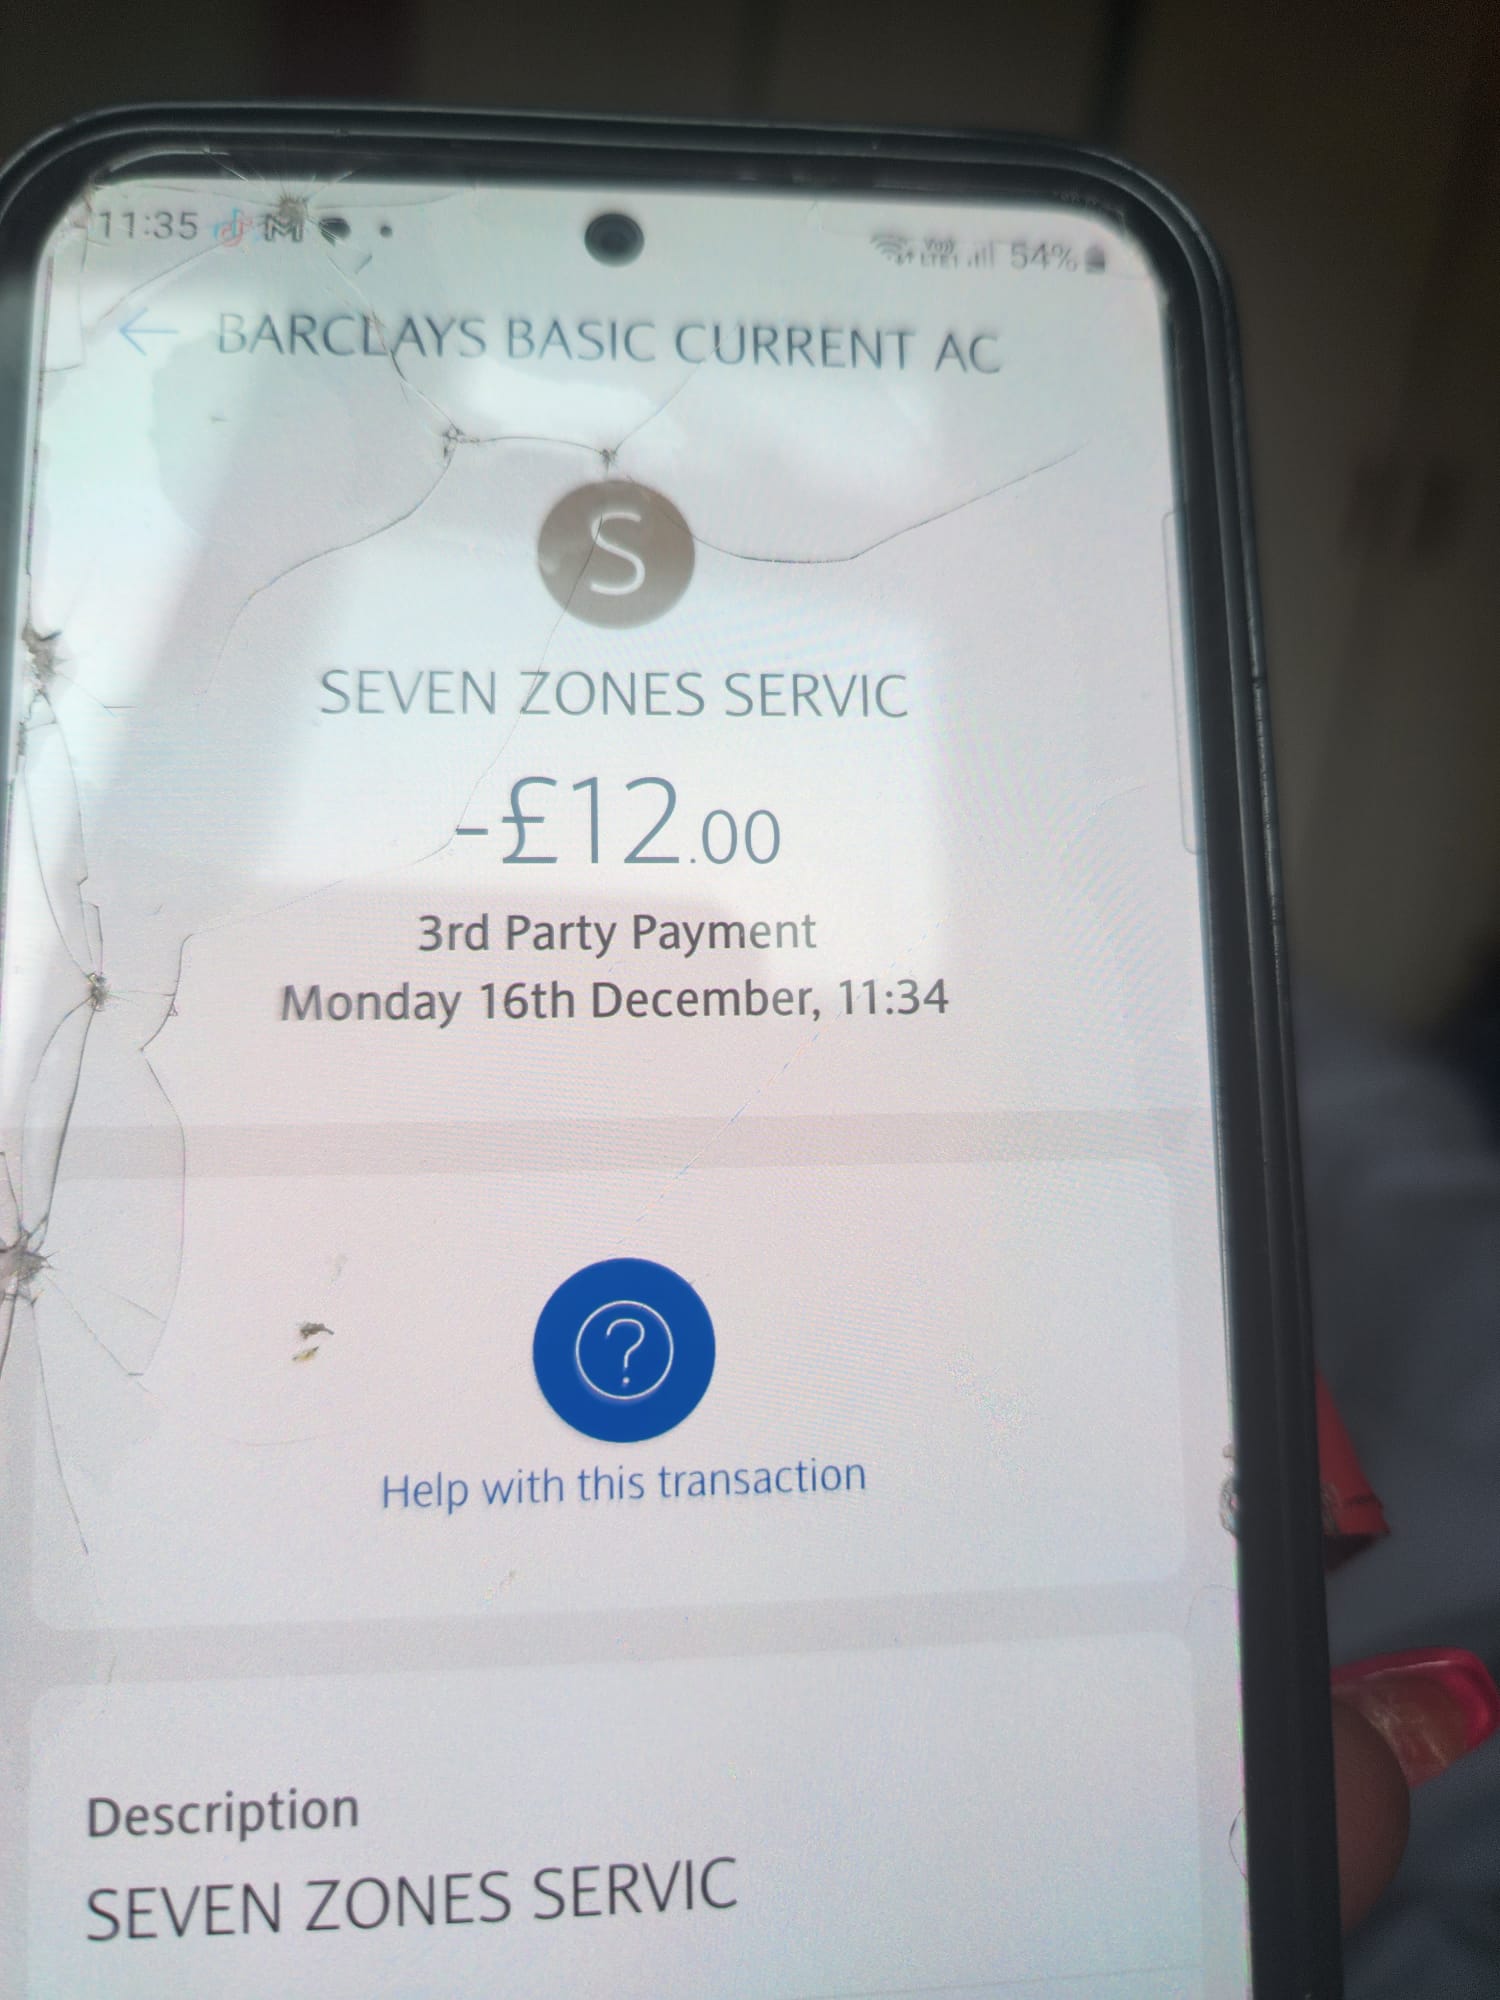 11:35
54%
BARCLAYS BASIC CURRENT AC
S
SEVEN ZONES SERVIC
-£12.00
3rd Party Payment
Monday 16th December, 11:34
?
Help with this transaction
Description
SEVEN ZONES SERVIC